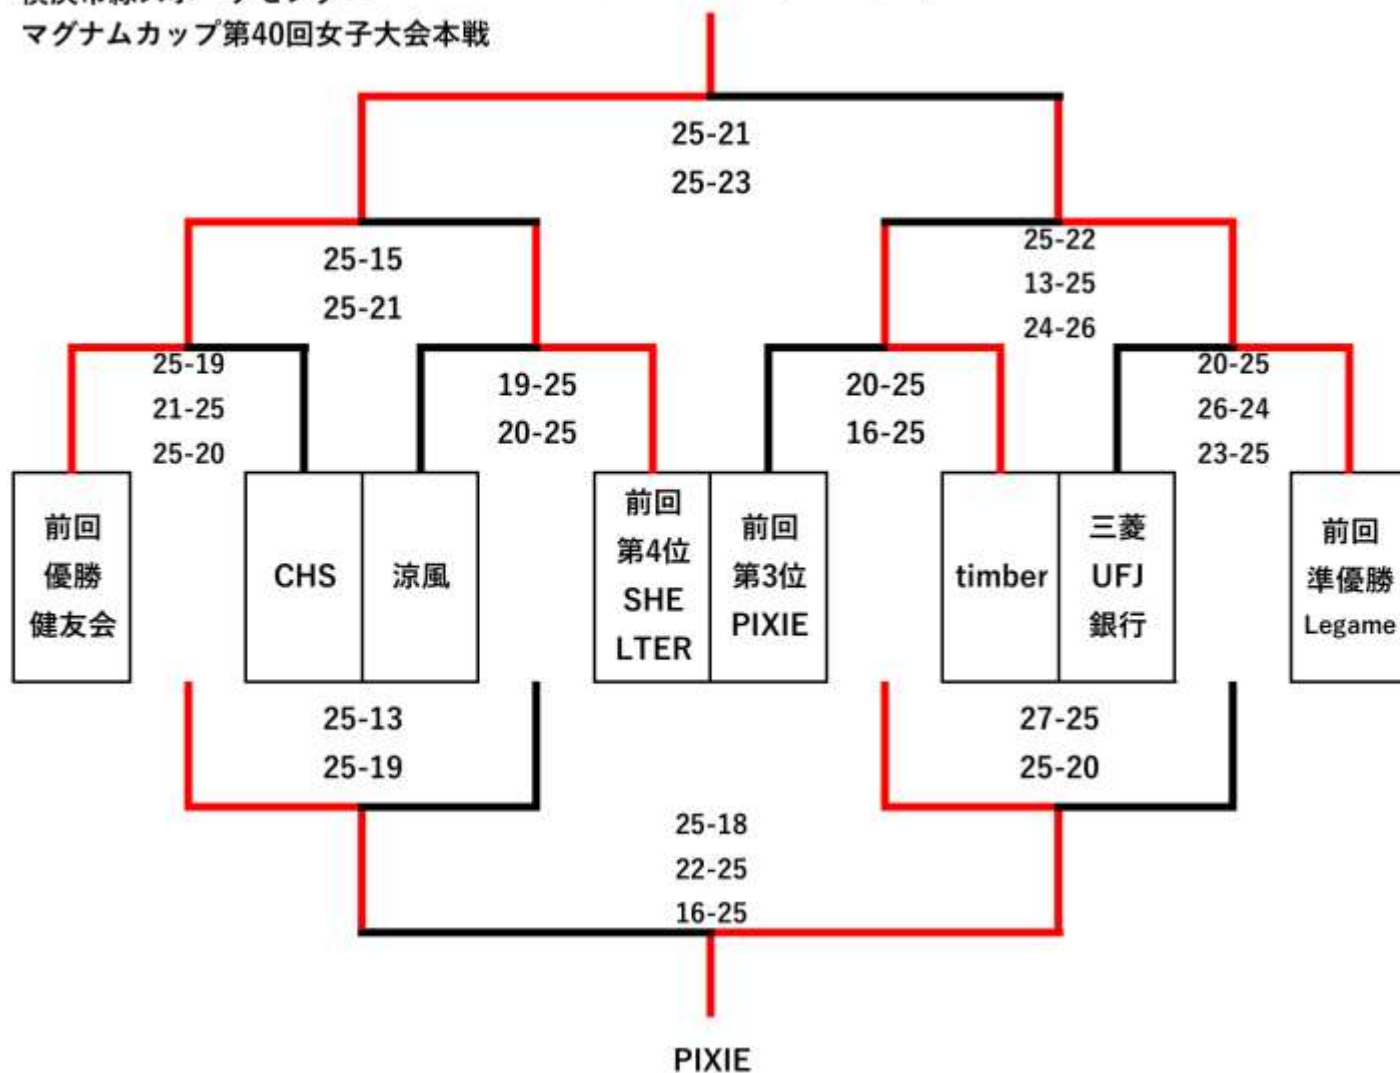 マグナムカップ第40回女子大会本戦
25-21
25-23
25-15
25-21
25-22
13-25
24-26
25-19
21-25
25-20
19-25
20-25
20-25
16-25
20-25
26-24
23-25
前回
優勝
健友会
CHS
涼風
前回
第4位
SHE
LTER
前回
第3位
PIXIE
timber
三菱
UFJ
銀行
前回
準優勝
Legame
25-13
25-19
27-25
25-20
25-18
22-25
16-25
PIXIE